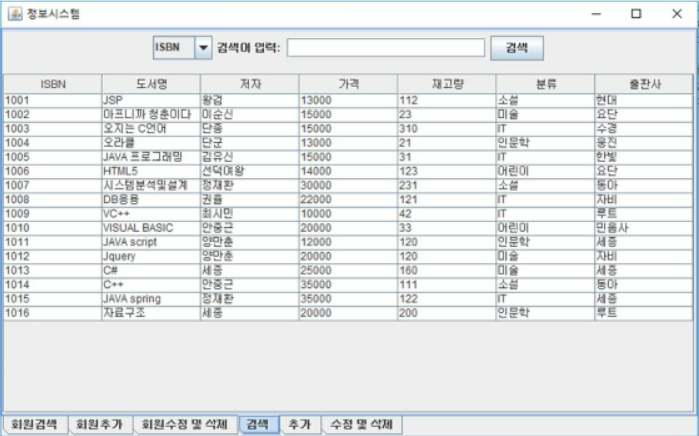 정보시스템
ISBN 검색어 입력: 검색
ISBN 도서명 저자 가격 재고량 분류 출판사
1001 JSP 왕검 13000 112 소설 현대
1002 아프니까 청춘이다 이순신 15000 23 미술 요단
1003 오지는 C언어 단종 15000 310 IT 수경
1004 오라클 단군 13000 21 인문학 웅진
1005 JAVA 프로그래밍 김유신 15000 31 IT 한빛
1006 HTML5 선덕여왕 14000 123 어린이 요단
1007 시스템분석및설계 정재환 30000 231 소설 동아
1008 DB응용 권율 22000 121 IT 자비
1009 VC++ 최시민 10000 42 IT 루트
1010 VISUAL BASIC 안중근 20000 33 어린이 민음사
1011 JAVA script 양만춘 12000 120 인문학 세종
1012 Jquery 양만춘 20000 120 미술 자비
1013 C# 세종 25000 160 미술 세종
1014 C++ 안중근 35000 111 소설 동아
1015 JAVA spring 정재환 35000 122 IT 세종
1016 자료구조 세종 20000 200 인문학 루트
회원검색 회원추가 회원수정 및 삭제 검색 추가 수정 및 삭제